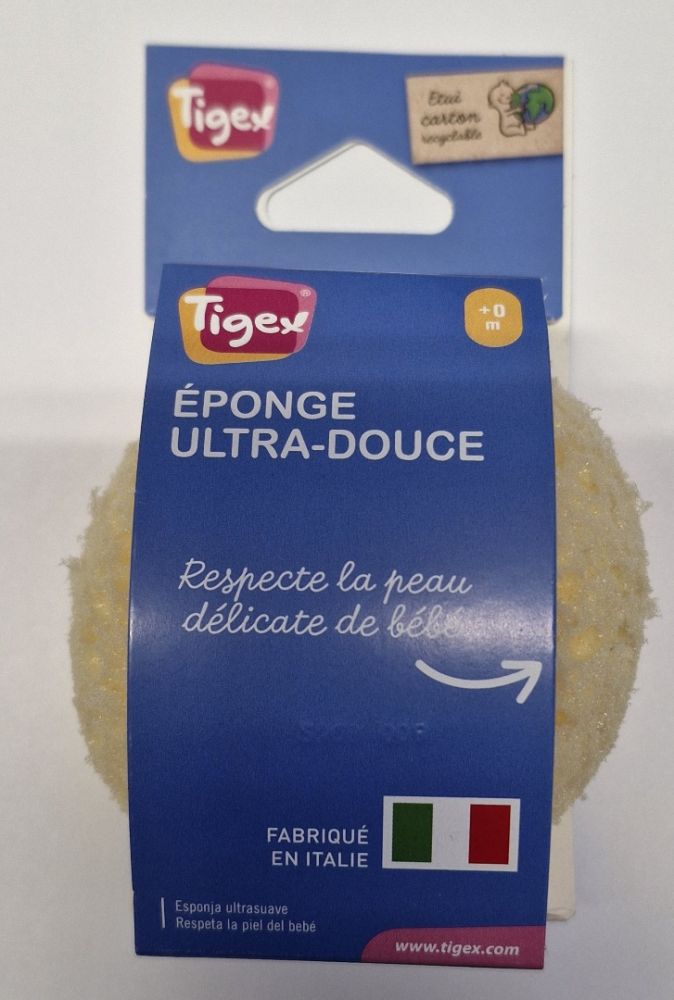 Tigex
Etui
carton
recyclable
Tigex®
+0
m
ÉPONGE
ULTRA-DOUCE
Respecte la peau
délicate de bébé
FABRIQUÉ
EN ITALIE
Esponja ultrasuave
Respeta la piel del bebé
www.tigex.com